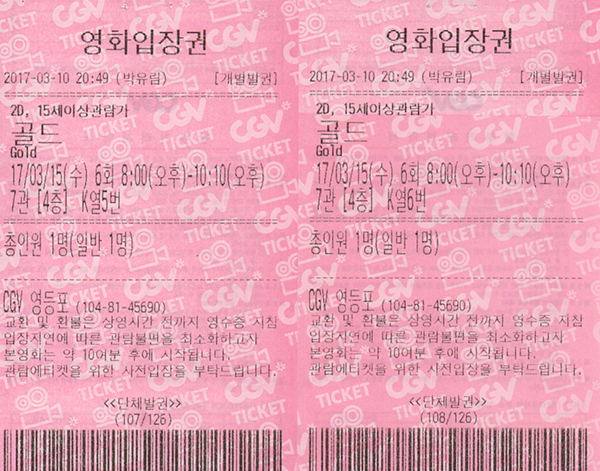 영화입장권
2017-03-10 20:49 (박유림) [개별발권]
2D, 15세이상관람가
골드
Gold
17/03/15(수) 6회 8:00(오후)-10:10(오후)
7관 [4층] K열5번
총인원 1명(일반 1명)
CGV 영등포 (104-81-45690)
교환 및 환불은 상영시간 전까지 영수증 지참
입장지연에 따른 관람불편을 최소화하고자
본영화는 약 10여분 후에 시작됩니다.
관람에티켓을 위한 사전입장을 부탁드립니다.
<<단체발권>>
(107/126)
영화입장권
2017-03-10 20:49 (박유림) [개별발권]
2D, 15세이상관람가
골드
Gold
17/03/15(수) 6회 8:00(오후)-10:10(오후)
7관 [4층] K열6번
총인원 1명(일반 1명)
CGV 영등포 (104-81-45690)
교환 및 환불은 상영시간 전까지 영수증 지참
입장지연에 따른 관람불편을 최소화하고자
본영화는 약 10여분 후에 시작됩니다.
관람에티켓을 위한 사전입장을 부탁드립니다.
<<단체발권>>
(108/126)